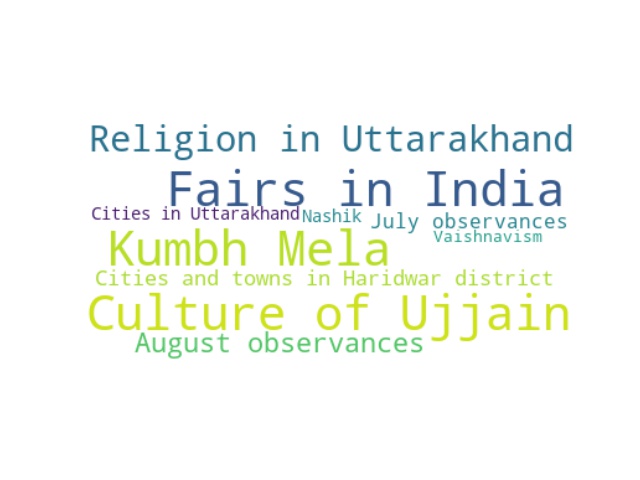 Religion in Uttarakhand
Fairs in India
Cities in Uttarakhand
Nashik
July observances
Vaishnavism
Kumbh Mela
Cities and towns in Haridwar district
Culture of Ujjain
August observances